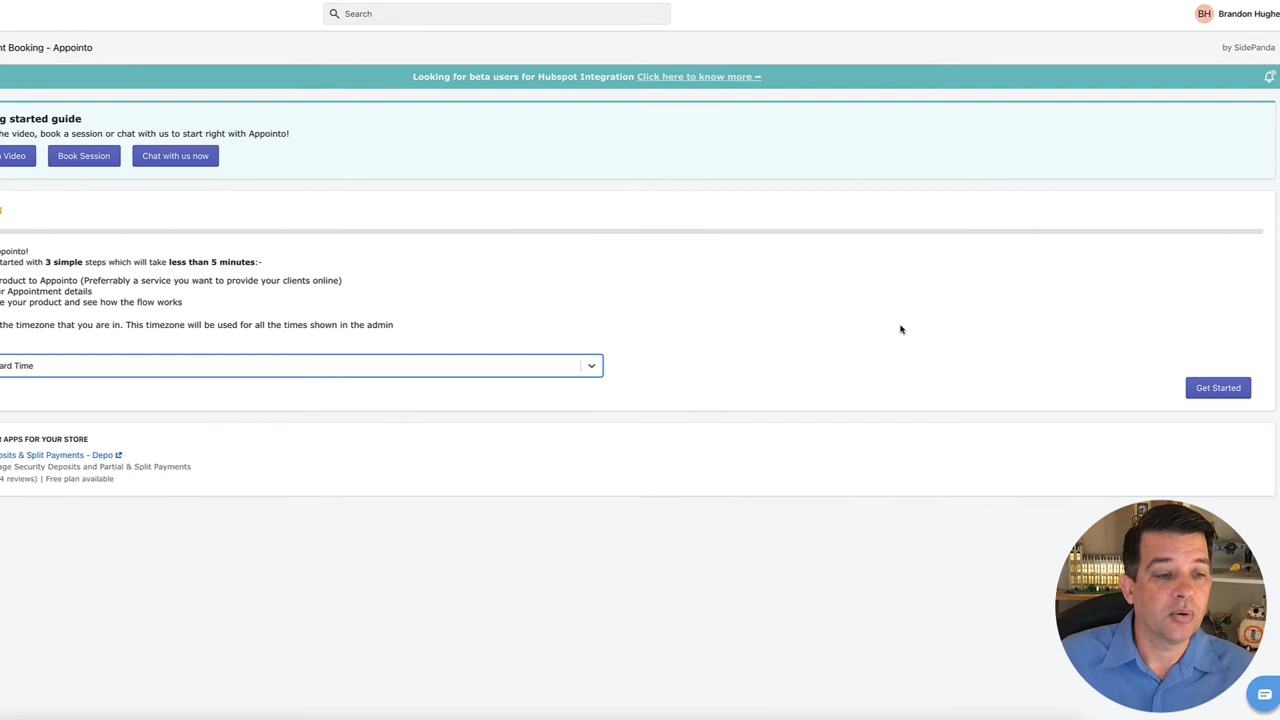 Search
BH Brandon Hughe
nt Booking - Appointo
by SidePanda
Looking for beta users for Hubspot Integration Click here to know more →
g started guide
he video, book a session or chat with us to start right with Appointo!
Video
Book Session
Chat with us now
ppointo!
tarted with 3 simple steps which will take less than 5 minutes:-
roduct to Appointo (Preferrably a service you want to provide your clients online)
ur Appointment details
e your product and see how the flow works
the timezone that you are in. This timezone will be used for all the times shown in the admin
ard Time
Get Started
R APPS FOR YOUR STORE
osits & Split Payments - Depo
age Security Deposits and Partial & Split Payments
4 reviews) | Free plan available